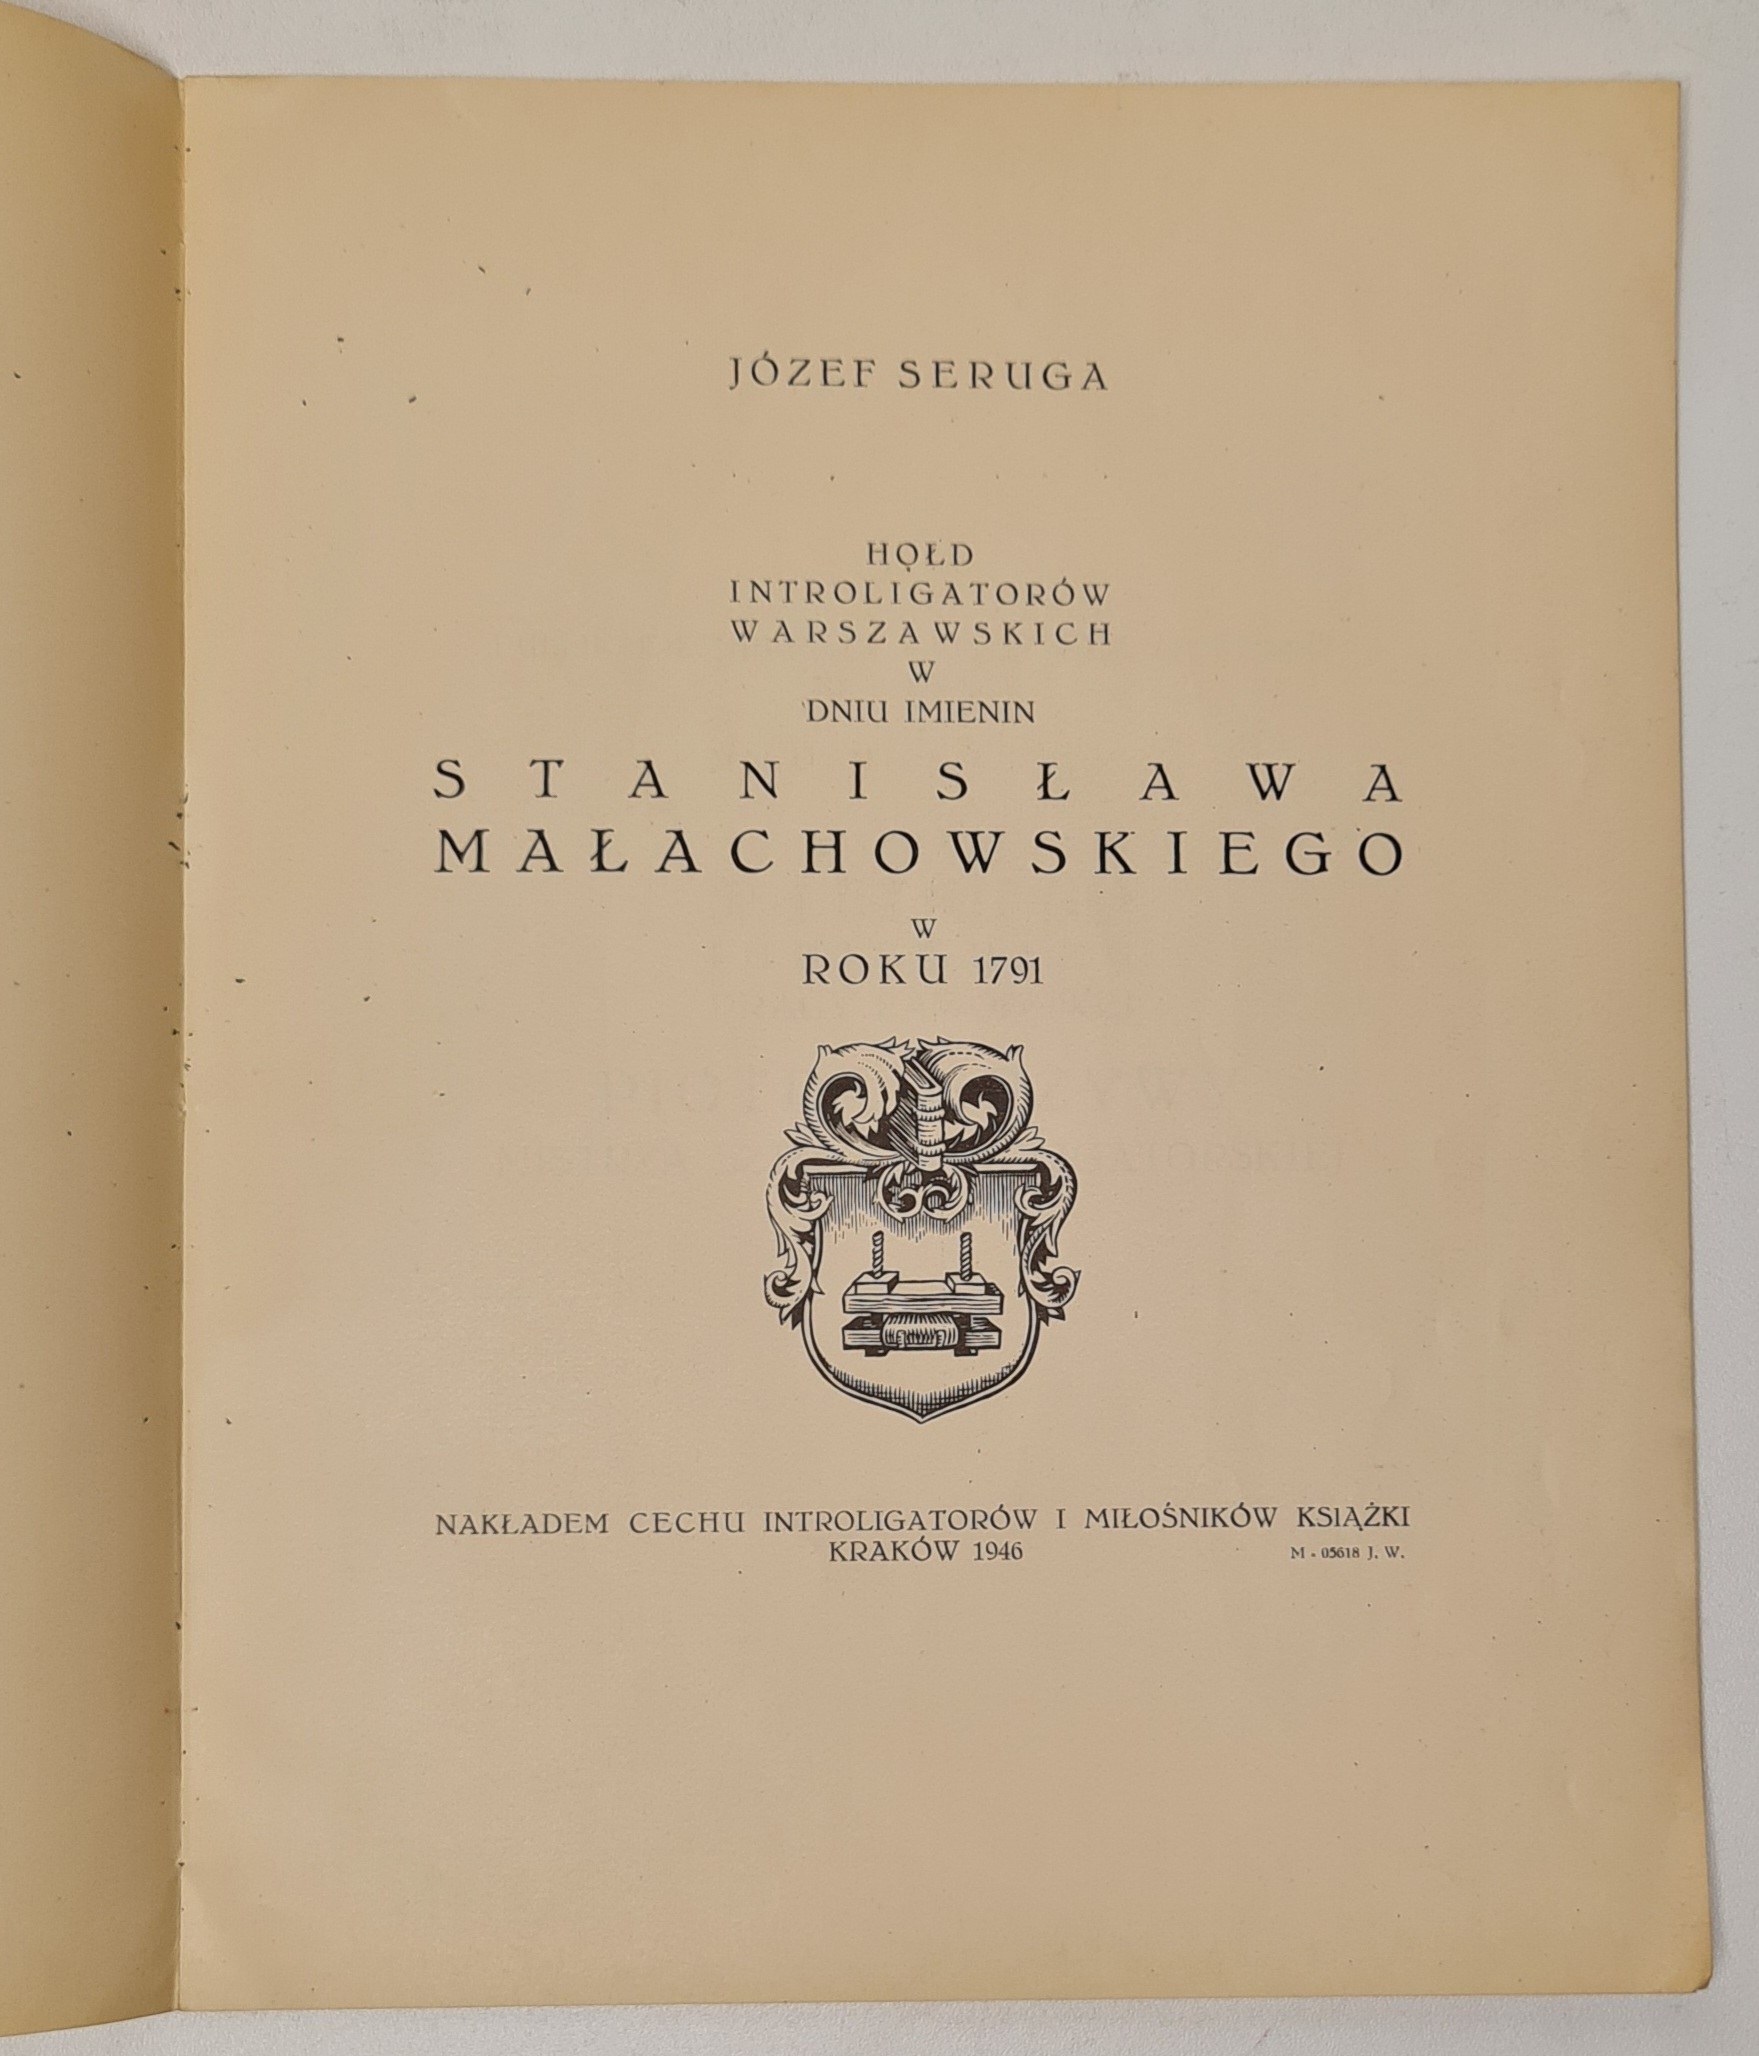 JÓZEF SERUGA
HOŁD
INTROLIGATORÓW
WARSZAWSKICH
W
DNIU IMIENIN
STANISŁAWA
MAŁACHOWSKIEGO
W
ROKU 1791
NAKŁADEM CECHU INTROLIGATORÓW I MIŁOŚNIKÓW KSIĄŻKI
KRAKÓW 1946
M - 05618 J. W.